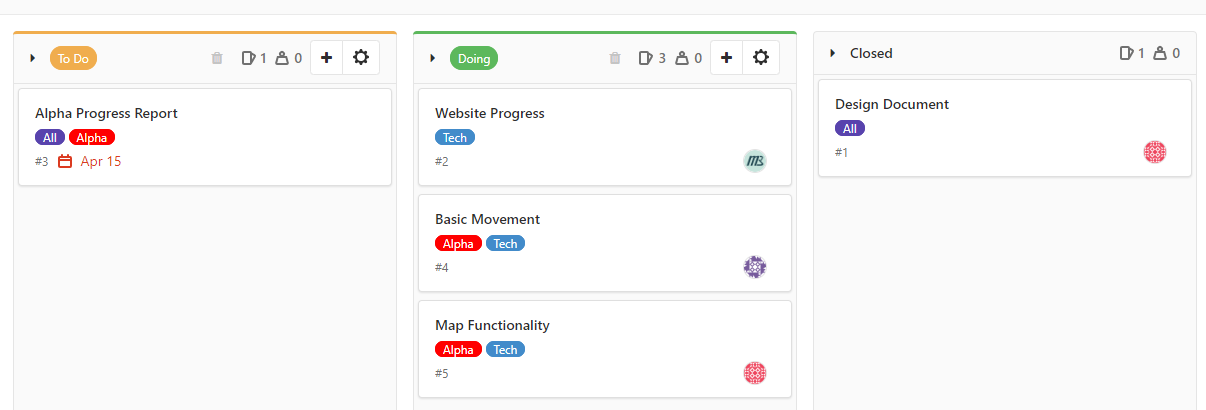 To Do 1 0
Alpha Progress Report
All Alpha
#3 Apr 15
Doing 3 0
Website Progress
Tech
#2 MB
Basic Movement
Alpha Tech
#4
Map Functionality
Alpha Tech
#5
Closed 1 0
Design Document
All
#1